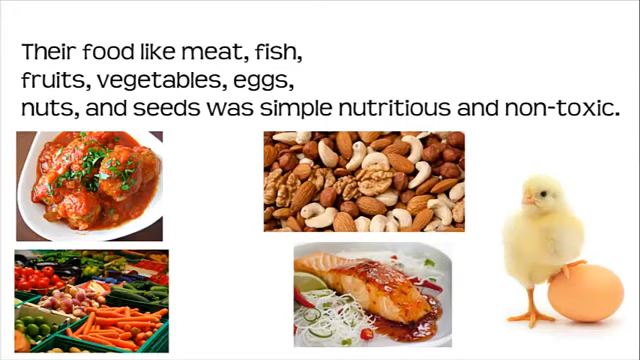 Their food like meat, fish,
fruits, vegetables, eggs,
nuts, and seeds was simple nutritious and non-toxic.